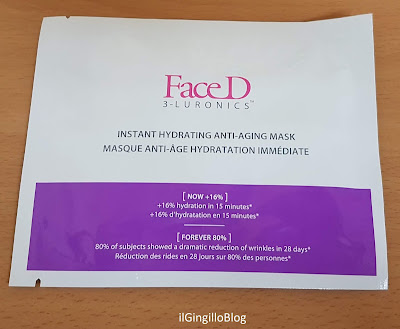 FaceD
3-LURONICS™
INSTANT HYDRATING ANTI-AGING MASK
MASQUE ANTI-ÂGE HYDRATATION IMMÉDIATE
[ NOW +16% ]
+16% hydration in 15 minutes*
+16% d'hydratation en 15 minutes*
[ FOREVER 80% ]
80% of subjects showed a dramatic reduction of wrinkles in 28 days*
Réduction des rides en 28 jours sur 80% des personnes*
ilGingilloBlog